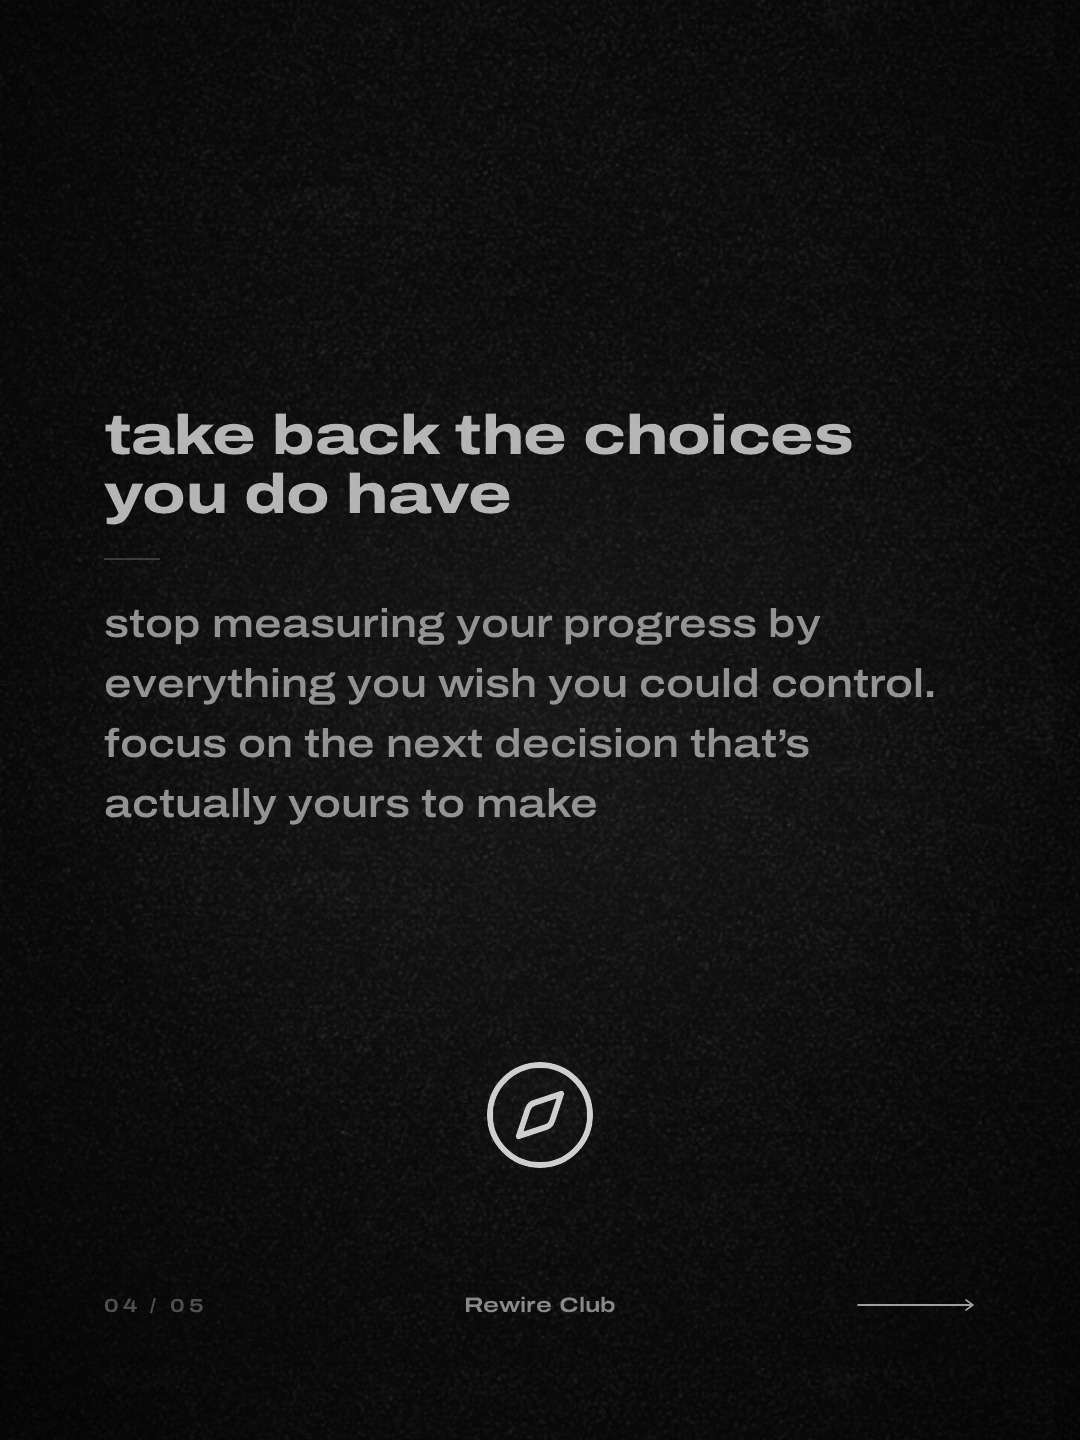 take back the choices
you do have
stop measuring your progress by
everything you wish you could control.
focus on the next decision that’s
actually yours to make
04 / 05
Rewire Club